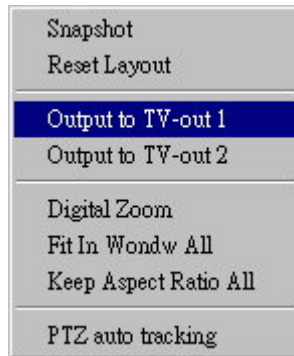 Snapshot
Reset Layout
Output to TV-out 1
Output to TV-out 2
Digital Zoom
Fit In Wondw All
Keep Aspect Ratio All
PTZ auto tracking